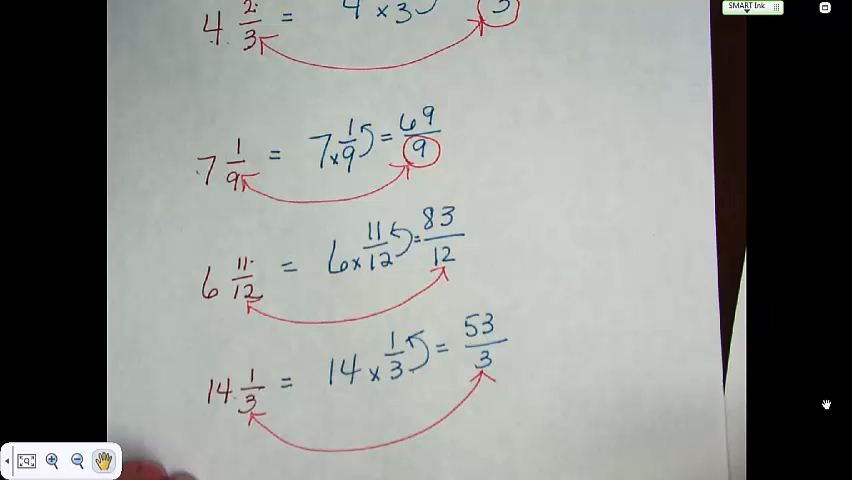 SMART Ink
4 2/3 = 4 x 3 3
7 1/9 = 7 x 1/9 = 69/9
6 11/12 = 6 x 11/12 = 83/12
14 1/3 = 14 x 1/3 = 53/3